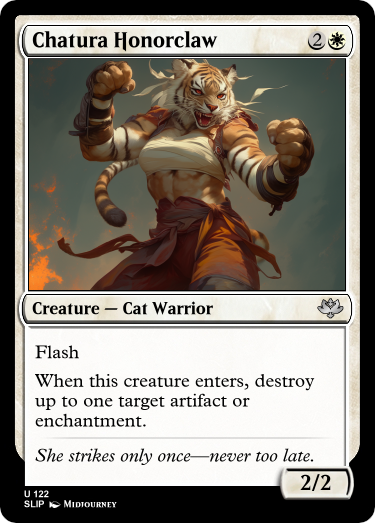 Chatura Honorclaw 2
Creature — Cat Warrior
Flash
When this creature enters, destroy
up to one target artifact or
enchantment.
She strikes only once—never too late.
2/2
U 122
SLIP Midjourney